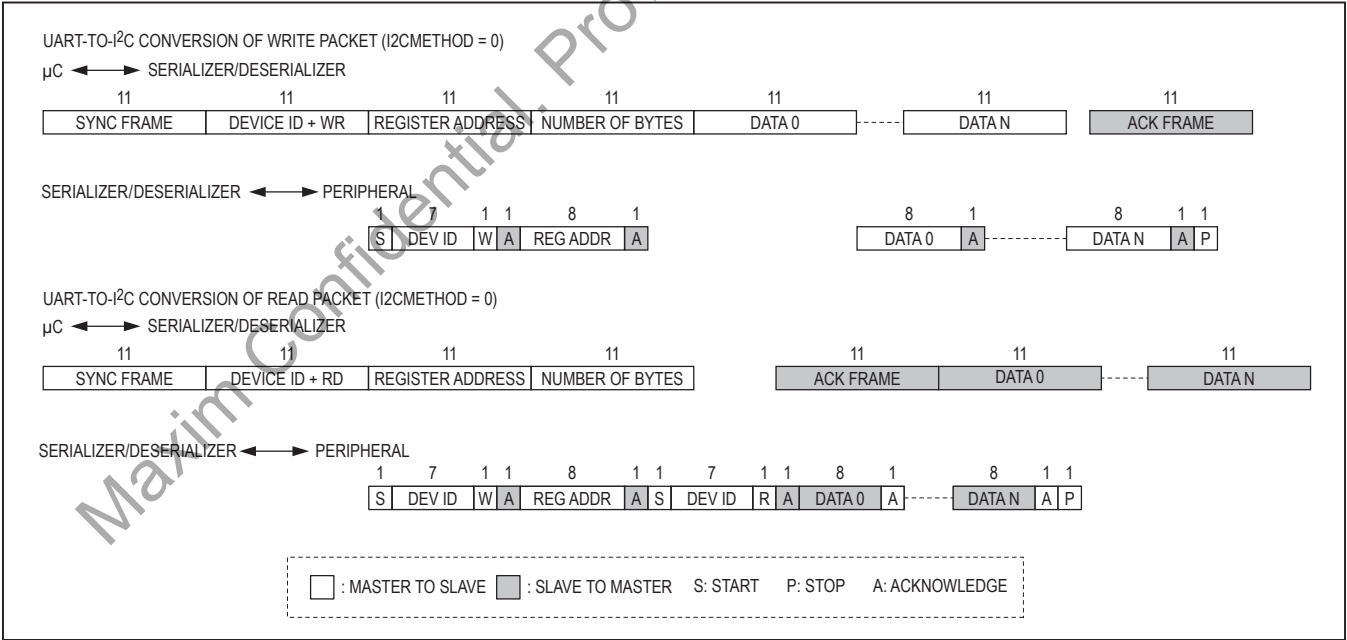 UART-TO-I2C CONVERSION OF WRITE PACKET (I2CMETHOD = 0)
µC SERIALIZER/DESERIALIZER
11 11 11 11 11 11 11
SYNC FRAME DEVICE ID + WR REGISTER ADDRESS NUMBER OF BYTES DATA 0 DATA N ACK FRAME
SERIALIZER/DESERIALIZER PERIPHERAL
1 7 1 1 8 1 8 1 8 1 1
S DEV ID W A REG ADDR A DATA 0 A DATA N A P
UART-TO-I2C CONVERSION OF READ PACKET (I2CMETHOD = 0)
µC SERIALIZER/DESERIALIZER
11 11 11 11 11 11 11
SYNC FRAME DEVICE ID + RD REGISTER ADDRESS NUMBER OF BYTES ACK FRAME DATA 0 DATA N
SERIALIZER/DESERIALIZER PERIPHERAL
1 7 1 1 8 1 1 7 1 1 8 1 8 1 1
S DEV ID W A REG ADDR A S DEV ID R A DATA 0 A DATA N A P
: MASTER TO SLAVE : SLAVE TO MASTER S: START P: STOP A: ACKNOWLEDGE
Maxim Confidential. Pro